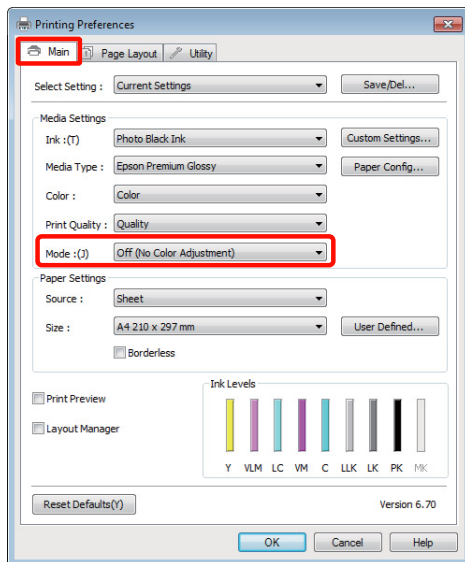 Printing Preferences
Main Page Layout Utility
Select Setting : Current Settings Save/Del...
Media Settings
Ink :(T) Photo Black Ink Custom Settings...
Media Type : Epson Premium Glossy Paper Config...
Color : Color
Print Quality : Quality
Mode :(J) Off (No Color Adjustment)
Paper Settings
Source : Sheet
Size : A4 210 x 297 mm User Defined...
Borderless
Ink Levels
Print Preview
Layout Manager
Y VLM LC VM C LLK LK PK MK
Reset Defaults(Y) Version 6.70
OK Cancel Help